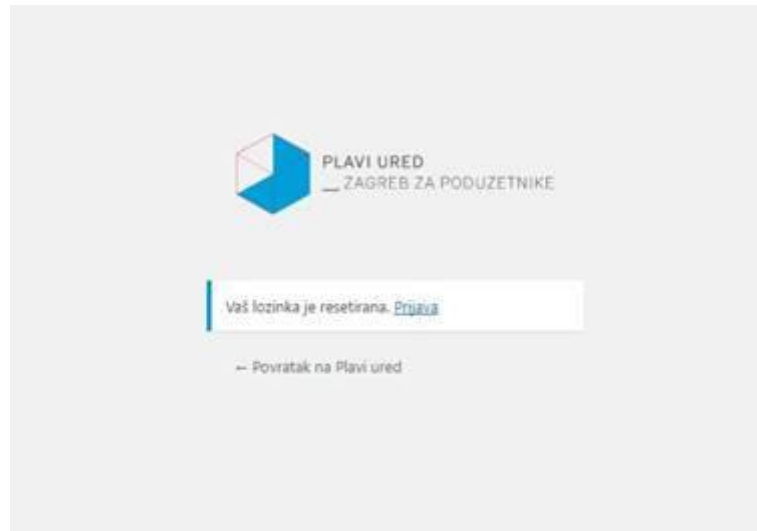 PLAVI URED
__ ZAGREB ZA PODUZETNIKE
Vaš lozinka je resetirana. Prijava
← Povratak na Plavi ured